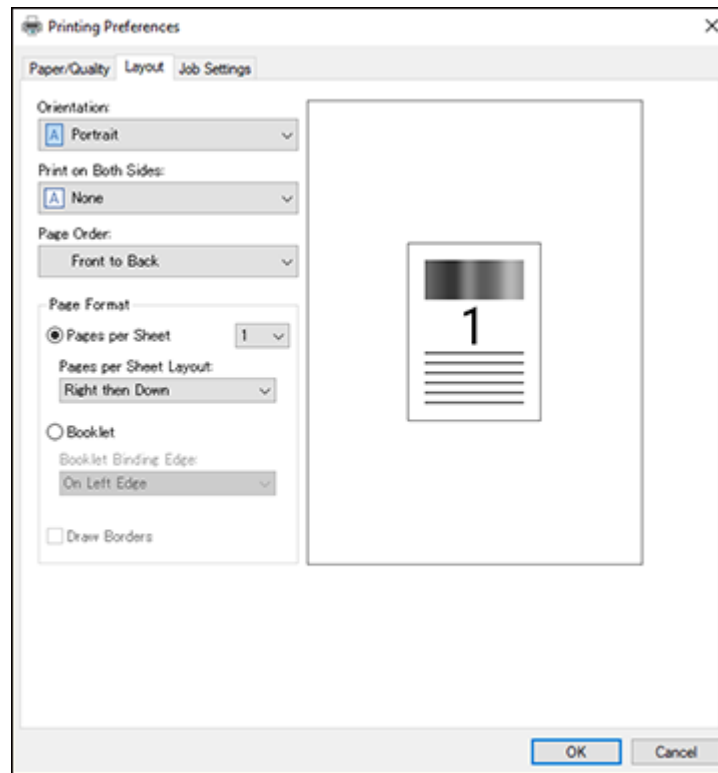 Printing Preferences
Paper/Quality Layout Job Settings
Orientation:
A Portrait
Print on Both Sides:
A None
Page Order:
Front to Back
Page Format
Pages per Sheet 1
Pages per Sheet Layout:
Right then Down
Booklet
Booklet Binding Edge:
On Left Edge
Draw Borders
1
OK Cancel